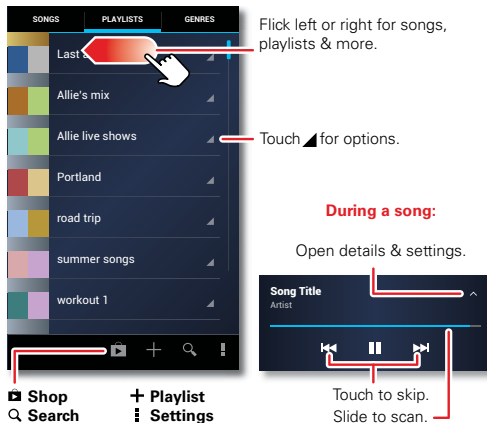 SONGS PLAYLISTS GENRES
Last
Allie's mix
Allie live shows
Portland
road trip
summer songs
workout 1
Shop
Playlist
Search
Settings
Flick left or right for songs,
playlists & more.
Touch for options.
During a song:
Open details & settings.
Song Title
Artist
Touch to skip.
Slide to scan.